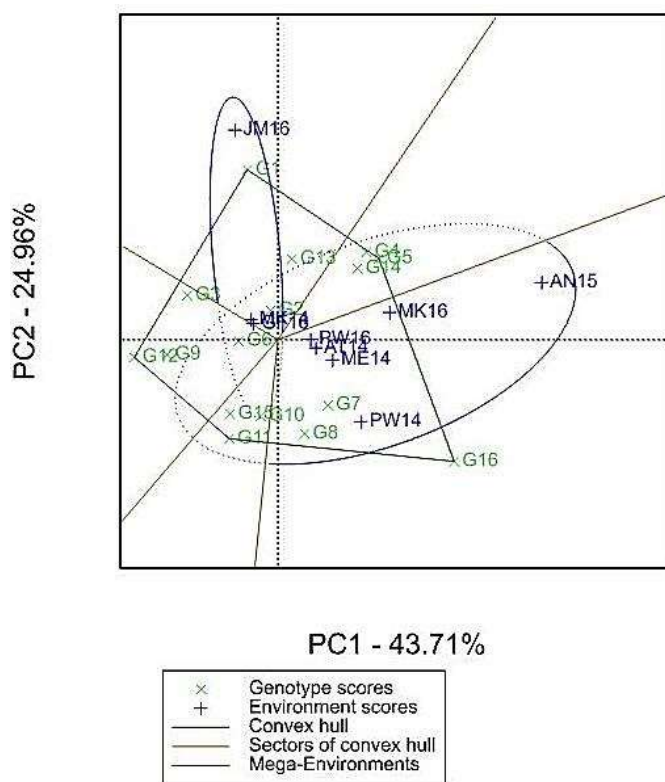 PC2 - 24.96%
JM16
G1
G13
G4
G5
G14
AN15
G3
G2
MK16
MK14
G6
PW16
AT14
ME14
G12
G9
G7
G15
G10
PW14
G8
G11
G16
PC1 - 43.71%
Genotype scores
Environment scores
Convex hull
Sectors of convex hull
Mega-Environments